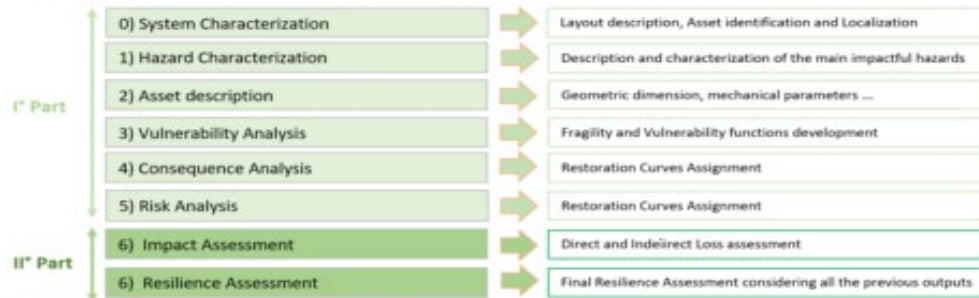 0) System Characterization
Layout description, Asset identification and Localization
1) Hazard Characterization
Description and characterization of the main impactful hazards
I° Part
2) Asset description
Geometric dimension, mechanical parameters ...
3) Vulnerability Analysis
Fragility and Vulnerability functions development
4) Consequence Analysis
Restoration Curves Assignment
5) Risk Analysis
Restoration Curves Assignment
II° Part
6) Impact Assessment
Direct and Indeiirect Loss assessment
6) Resilience Assessment
Final Resilience Assessment considering all the previous outputs